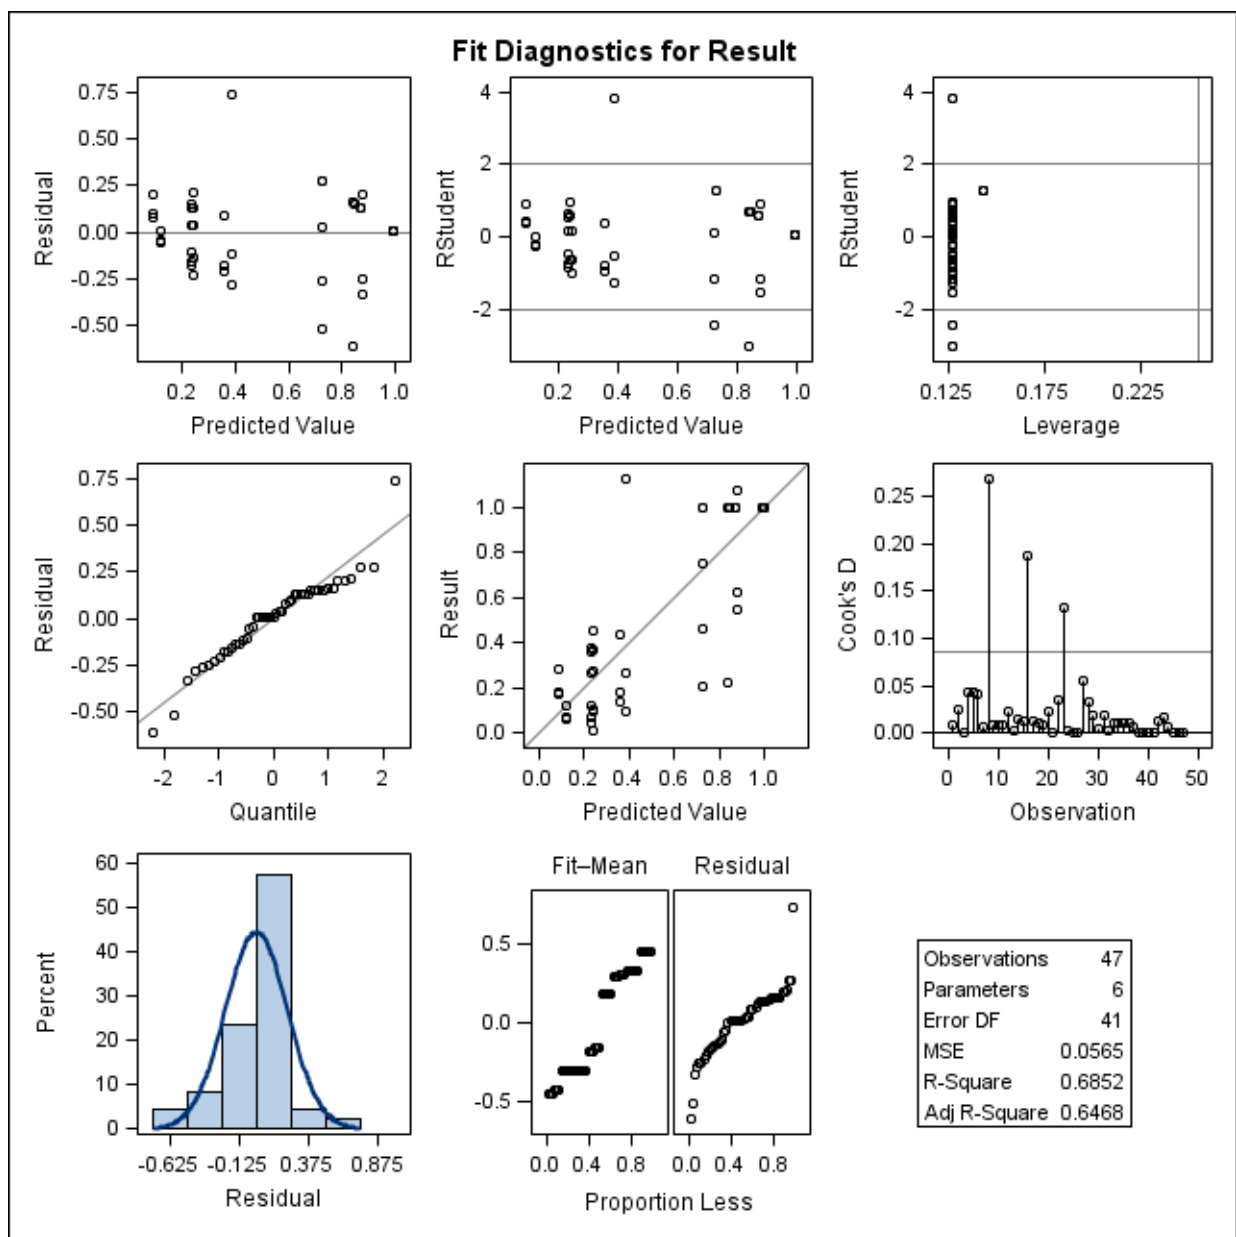 Fit Diagnostics for Result
0.75
0.50
0.25
0.00
-0.25
-0.50
Residual
0.2 0.4 0.6 0.8 1.0
Predicted Value
4
2
0
-2
RStudent
0.2 0.4 0.6 0.8 1.0
Predicted Value
4
2
0
-2
RStudent
0.125 0.175 0.225
Leverage
0.75
0.50
0.25
0.00
-0.25
-0.50
Residual
-2 -1 0 1 2
Quantile
1.0
0.8
0.6
0.4
0.2
0.0
Result
0.0 0.2 0.4 0.6 0.8 1.0
Predicted Value
0.25
0.20
0.15
0.10
0.05
0.00
Cook's D
0 10 20 30 40 50
Observation
60
50
40
30
20
10
0
Percent
-0.625 -0.125 0.375 0.875
Residual
Fit–Mean Residual
0.5
0.0
-0.5
0.0 0.4 0.8 0.0 0.4 0.8
Proportion Less
Observations 47
Parameters 6
Error DF 41
MSE 0.0565
R-Square 0.6852
Adj R-Square 0.6468